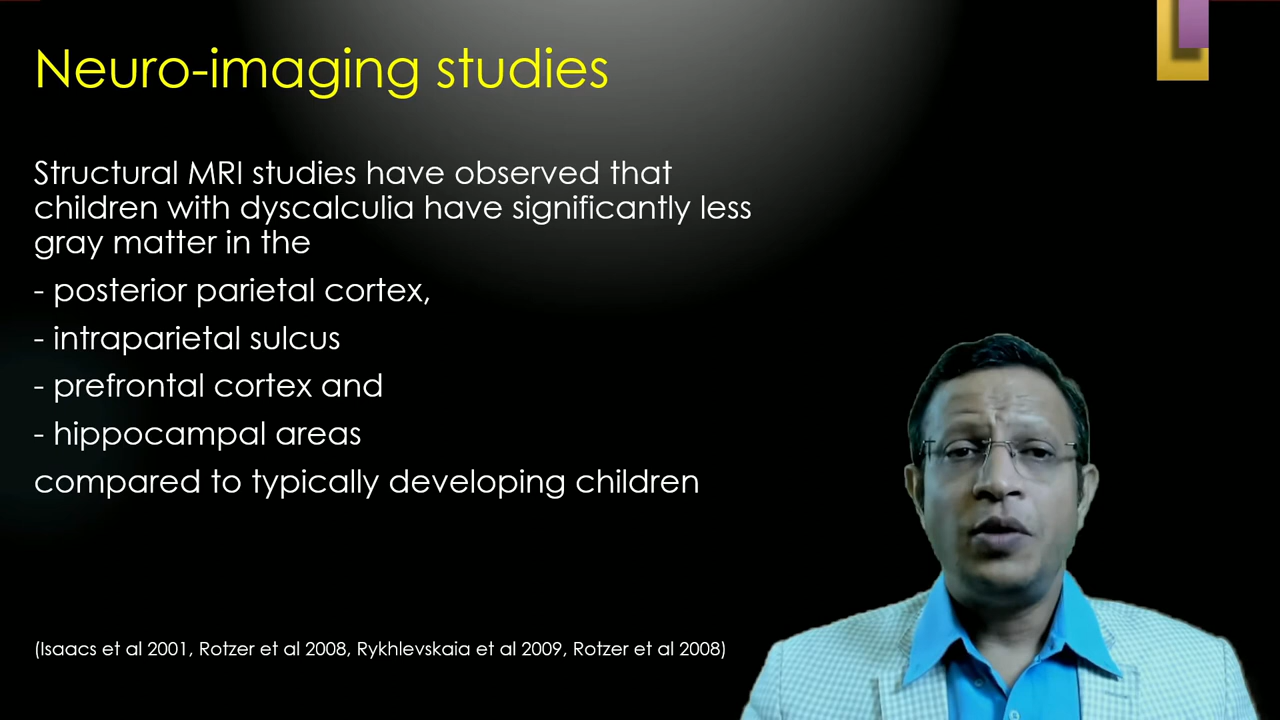 Neuro-imaging studies
Structural MRI studies have observed that
children with dyscalculia have significantly less
gray matter in the
- posterior parietal cortex,
- intraparietal sulcus
- prefrontal cortex and
- hippocampal areas
compared to typically developing children
(Isaacs et al 2001, Rotzer et al 2008, Rykhlevskaia et al 2009, Rotzer et al 2008)